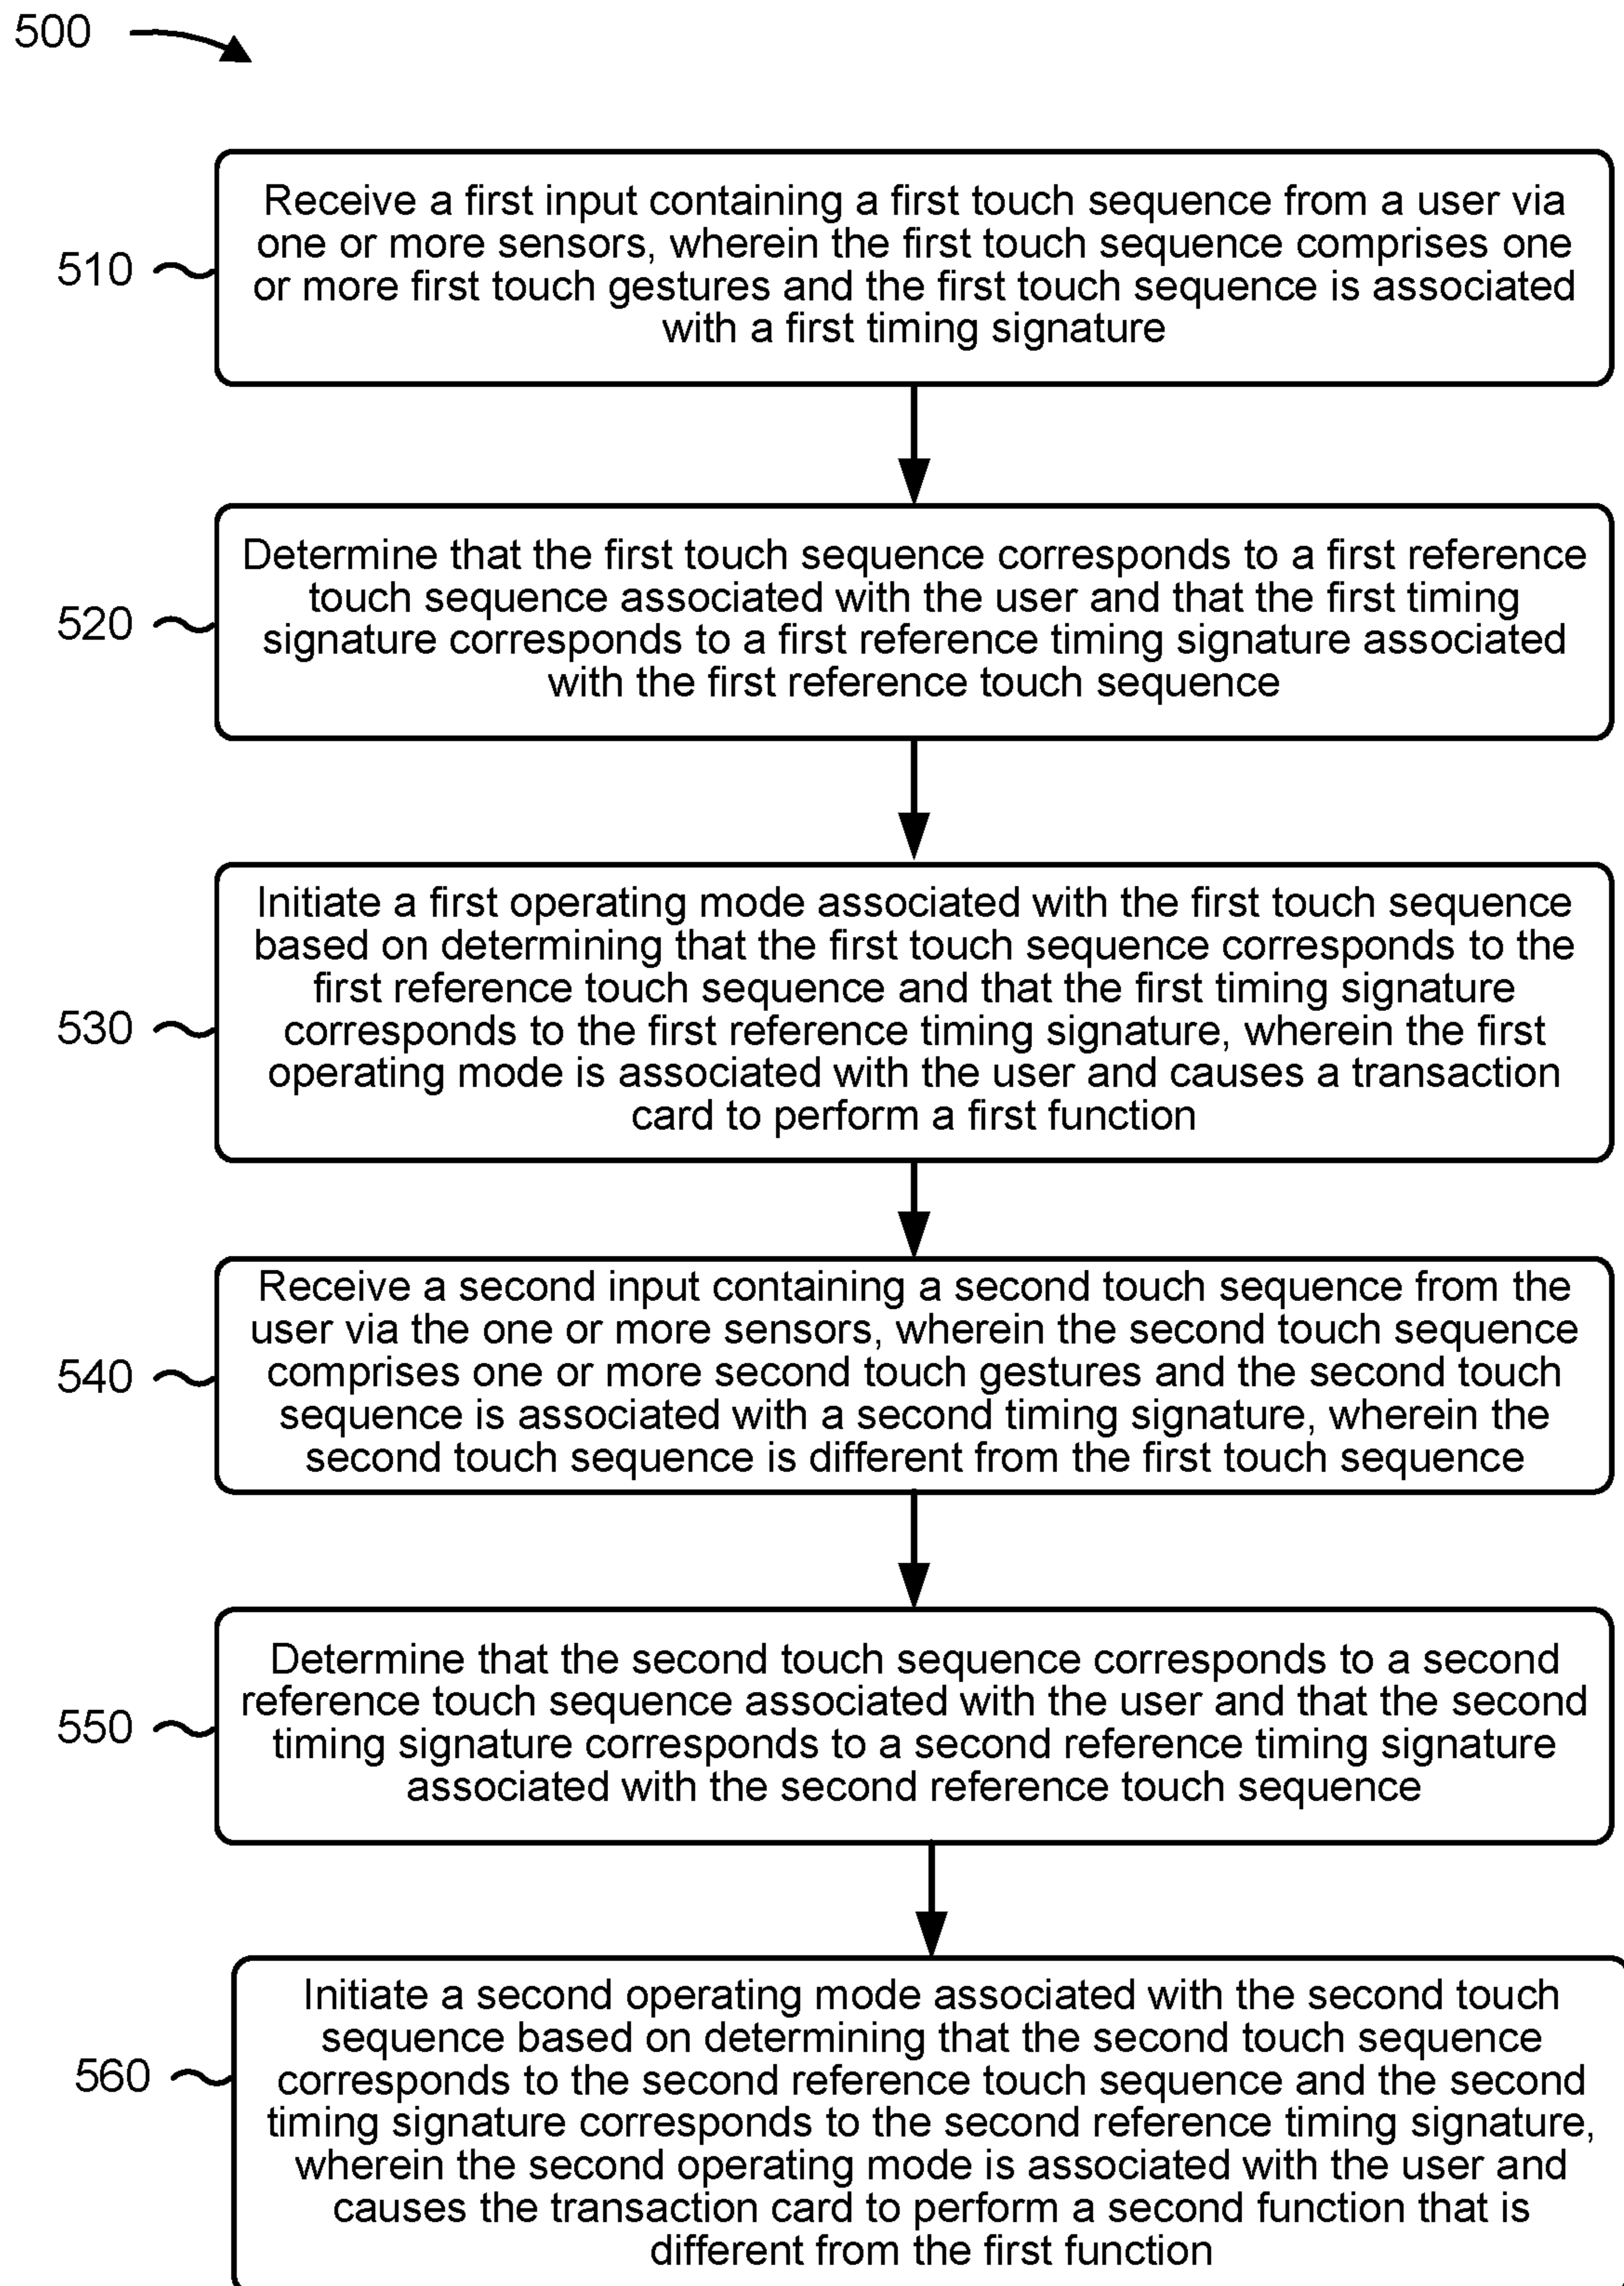 500
Receive a first input containing a first touch sequence from a user via
one or more sensors, wherein the first touch sequence comprises one
510
or more first touch gestures and the first touch sequence is associated
with a first timing signature
Determine that the first touch sequence corresponds to a first reference
touch sequence associated with the user and that the first timing
520
signature corresponds to a first reference timing signature associated
with the first reference touch sequence
Initiate a first operating mode associated with the first touch sequence
based on determining that the first touch sequence corresponds to the
first reference touch sequence and that the first timing signature
530
corresponds to the first reference timing signature, wherein the first
operating mode is associated with the user and causes a transaction
card to perform a first function
Receive a second input containing a second touch sequence from the
user via the one or more sensors, wherein the second touch sequence
540
comprises one or more second touch gestures and the second touch
sequence is associated with a second timing signature, wherein the
second touch sequence is different from the first touch sequence
Determine that the second touch sequence corresponds to a second
reference touch sequence associated with the user and that the second
550
timing signature corresponds to a second reference timing signature
associated with the second reference touch sequence
Initiate a second operating mode associated with the second touch
sequence based on determining that the second touch sequence
560
corresponds to the second reference touch sequence and the second
timing signature corresponds to the second reference timing signature,
wherein the second operating mode is associated with the user and
causes the transaction card to perform a second function that is
different from the first function